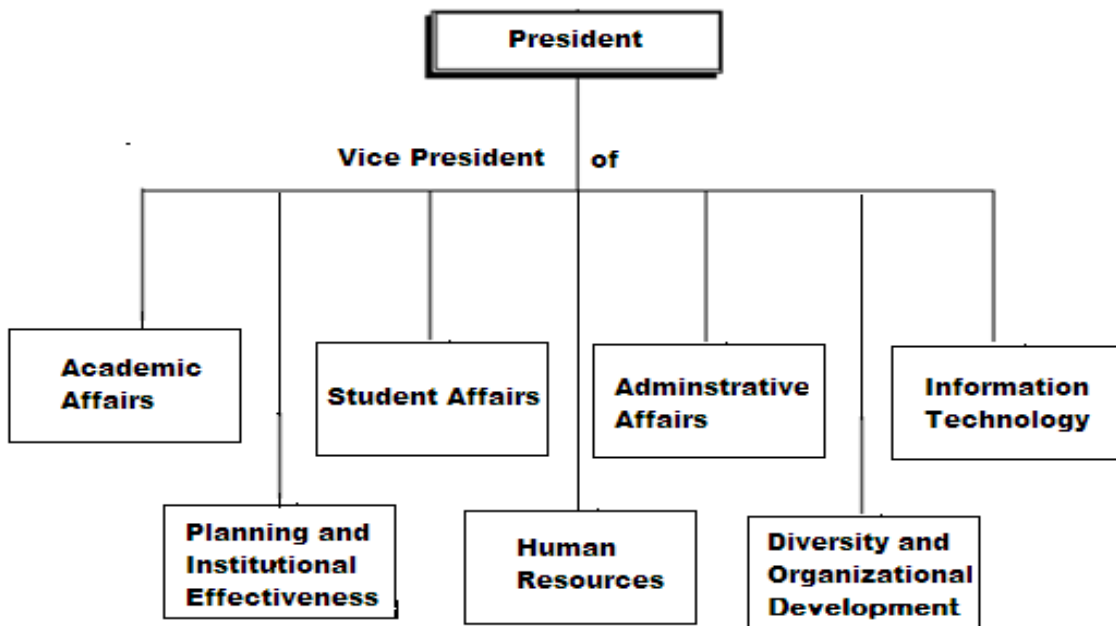 President
Vice President of
Academic
Affairs
Student Affairs
Adminstrative
Affairs
Information
Technology
Planning and
Institutional
Effectiveness
Human
Resources
Diversity and
Organizational
Development